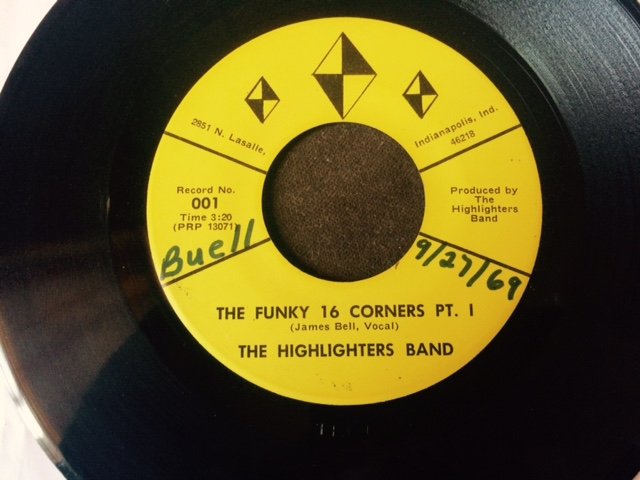 2851 N. Lasalle,
Indianapolis, Ind.
46218
Record No.
001
Time 3:20
(PRP 13071)
Produced by
The
Highlighters
Band
Buell
9/27/69
THE FUNKY 16 CORNERS PT. I
(James Bell, Vocal)
THE HIGHLIGHTERS BAND